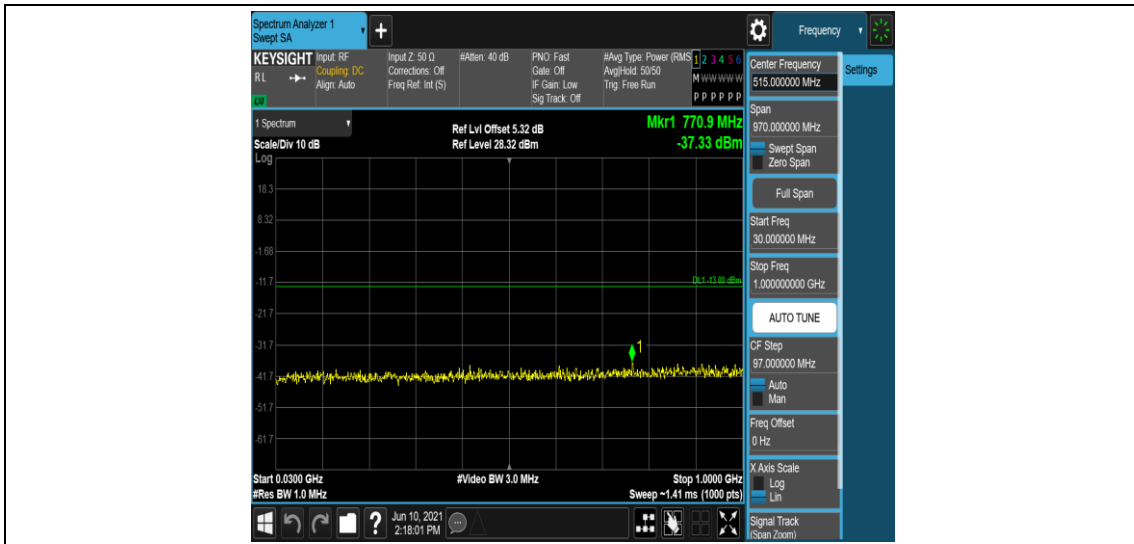 Spectrum Analyzer 1
Swept SA
+
Frequency
KEYSIGHT
RL
LXI
Input: RF
Coupling: DC
Align: Auto
Input Z: 50 Ω
Corrections: Off
Freq Ref: Int (S)
#Atten: 40 dB
PNO: Fast
Gate: Off
IF Gain: Low
Sig Track: Off
#Avg Type: Power (RMS
Avg|Hold: 50/50
Trig: Free Run
1 2 3 4 5 6
M W W W W W
P P P P P P
Center Frequency
515.000000 MHz
Settings
1 Spectrum
Scale/Div 10 dB
Log
Ref Lvl Offset 5.32 dB
Ref Level 28.32 dBm
Mkr1 770.9 MHz
-37.33 dBm
18.3
8.32
-1.68
-11.7
-21.7
-31.7
-41.7
-51.7
-61.7
DL1 -13.00 dBm
1
Start 0.0300 GHz
#Res BW 1.0 MHz
#Video BW 3.0 MHz
Stop 1.0000 GHz
Sweep ~1.41 ms (1000 pts)
Span
970.000000 MHz
Swept Span
Zero Span
Full Span
Start Freq
30.000000 MHz
Stop Freq
1.000000000 GHz
AUTO TUNE
CF Step
97.000000 MHz
Auto
Man
Freq Offset
0 Hz
X Axis Scale
Log
Lin
Signal Track
(Span Zoom)
?
Jun 10, 2021
2:18:01 PM